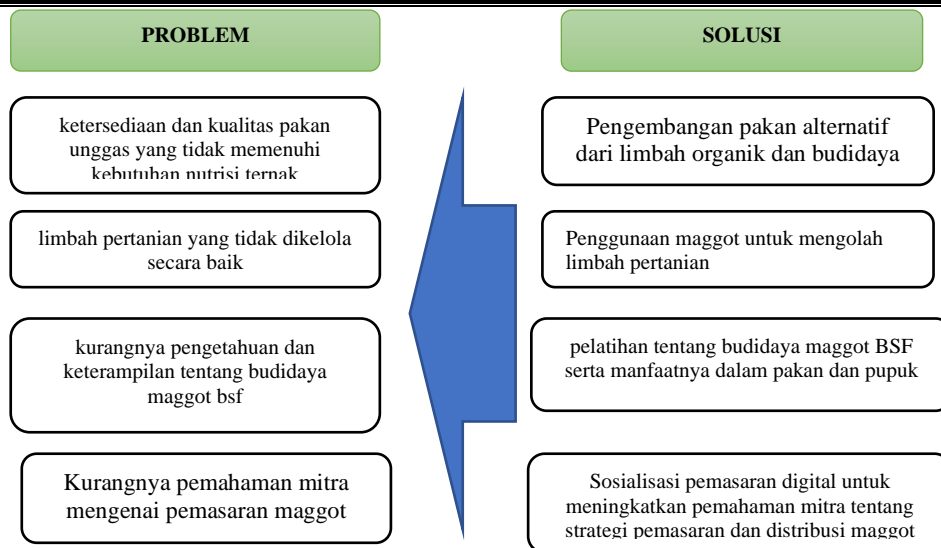 PROBLEM
SOLUSI
ketersediaan dan kualitas pakan
unggas yang tidak memenuhi
kebutuhan nutrisi ternak
Pengembangan pakan alternatif
dari limbah organik dan budidaya
limbah pertanian yang tidak dikelola
secara baik
Penggunaan maggot untuk mengolah
limbah pertanian
kurangnya pengetahuan dan
keterampilan tentang budidaya
maggot bsf
pelatihan tentang budidaya maggot BSF
serta manfaatnya dalam pakan dan pupuk
Kurangnya pemahaman mitra
mengenai pemasaran maggot
Sosialisasi pemasaran digital untuk
meningkatkan pemahaman mitra tentang
strategi pemasaran dan distribusi maggot